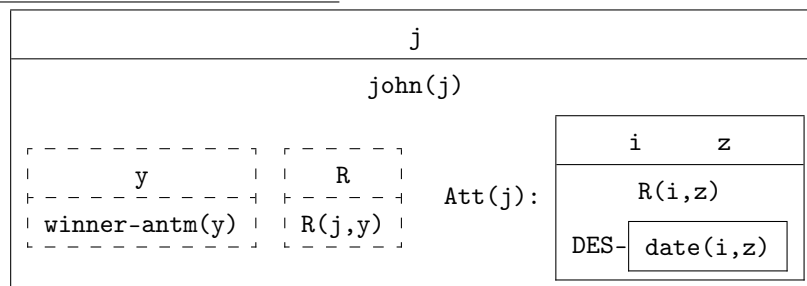 j
john(j)
i z
y R
Att(j): R(i,z)
winner-antm(y) R(j,y)
DES- date(i,z)